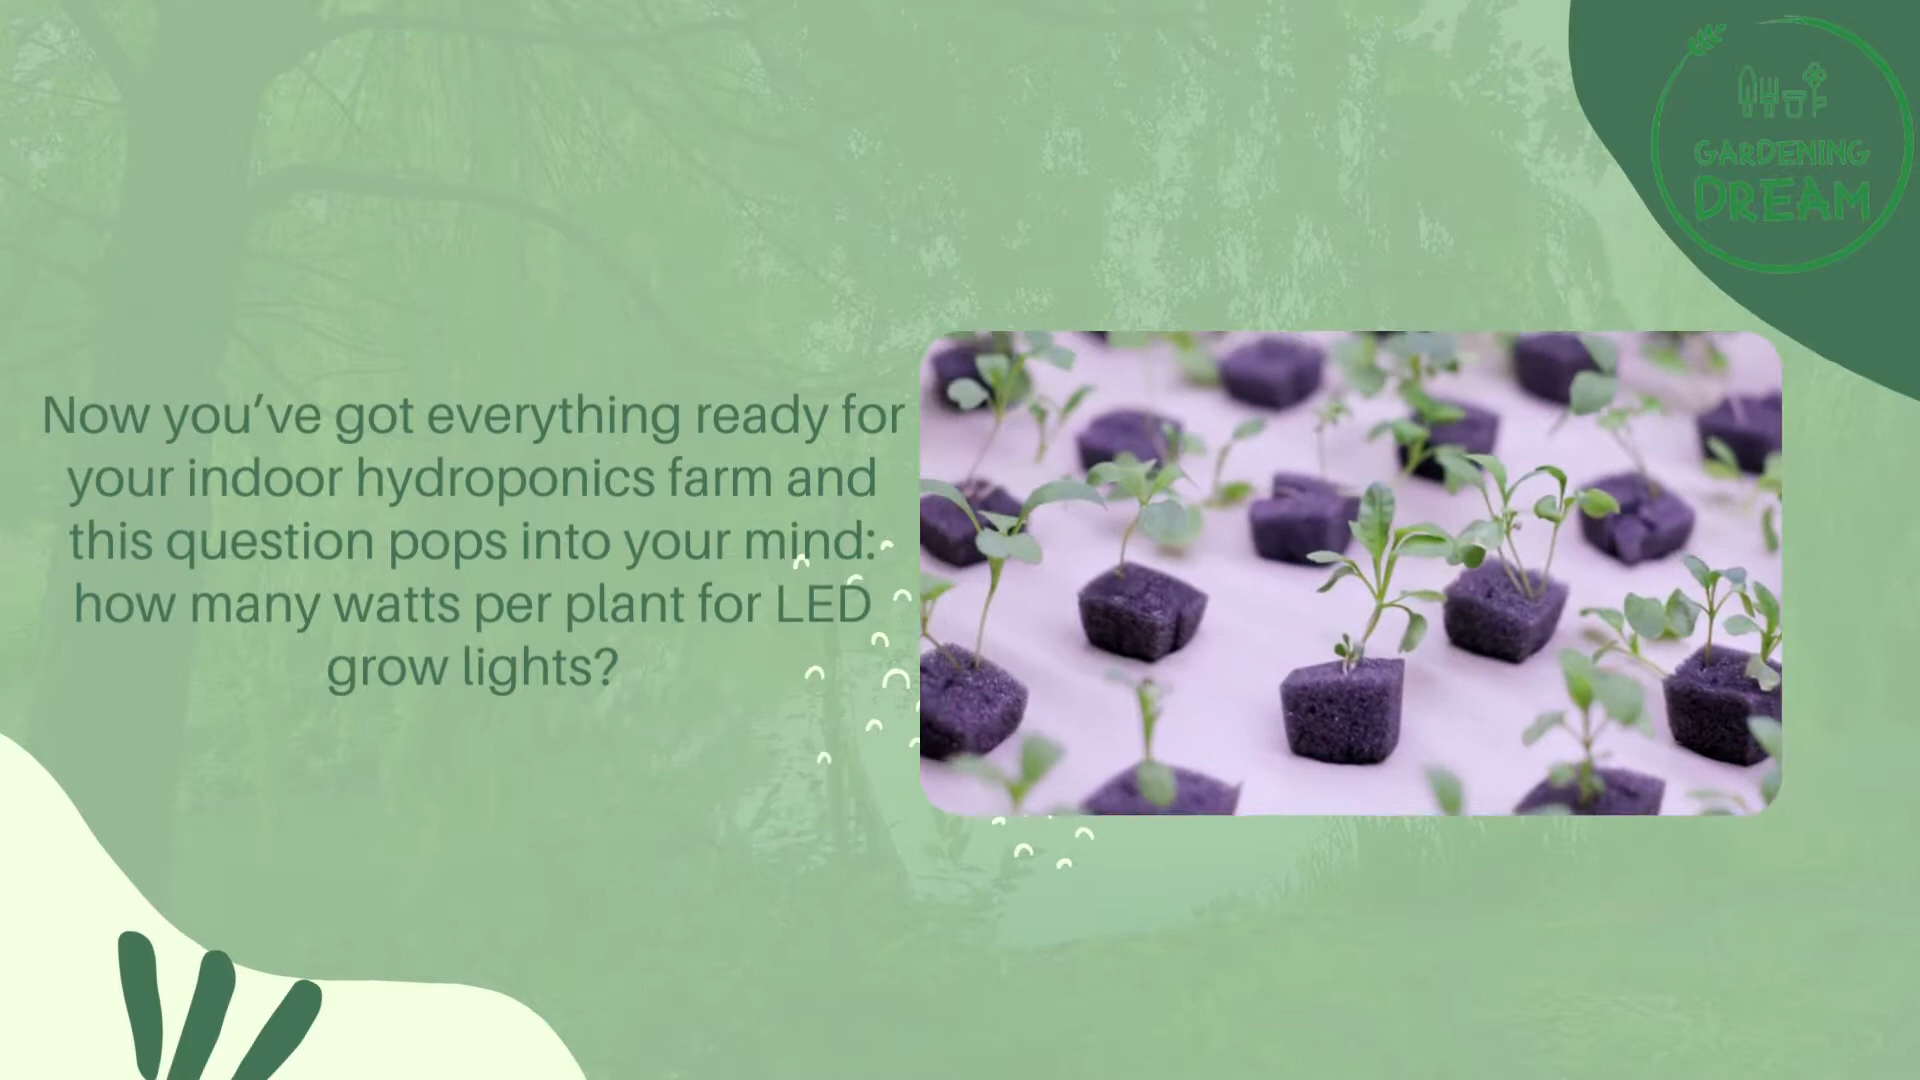 GARDENING
DREAM
Now you’ve got everything ready for
your indoor hydroponics farm and
this question pops into your mind:
how many watts per plant for LED
grow lights?